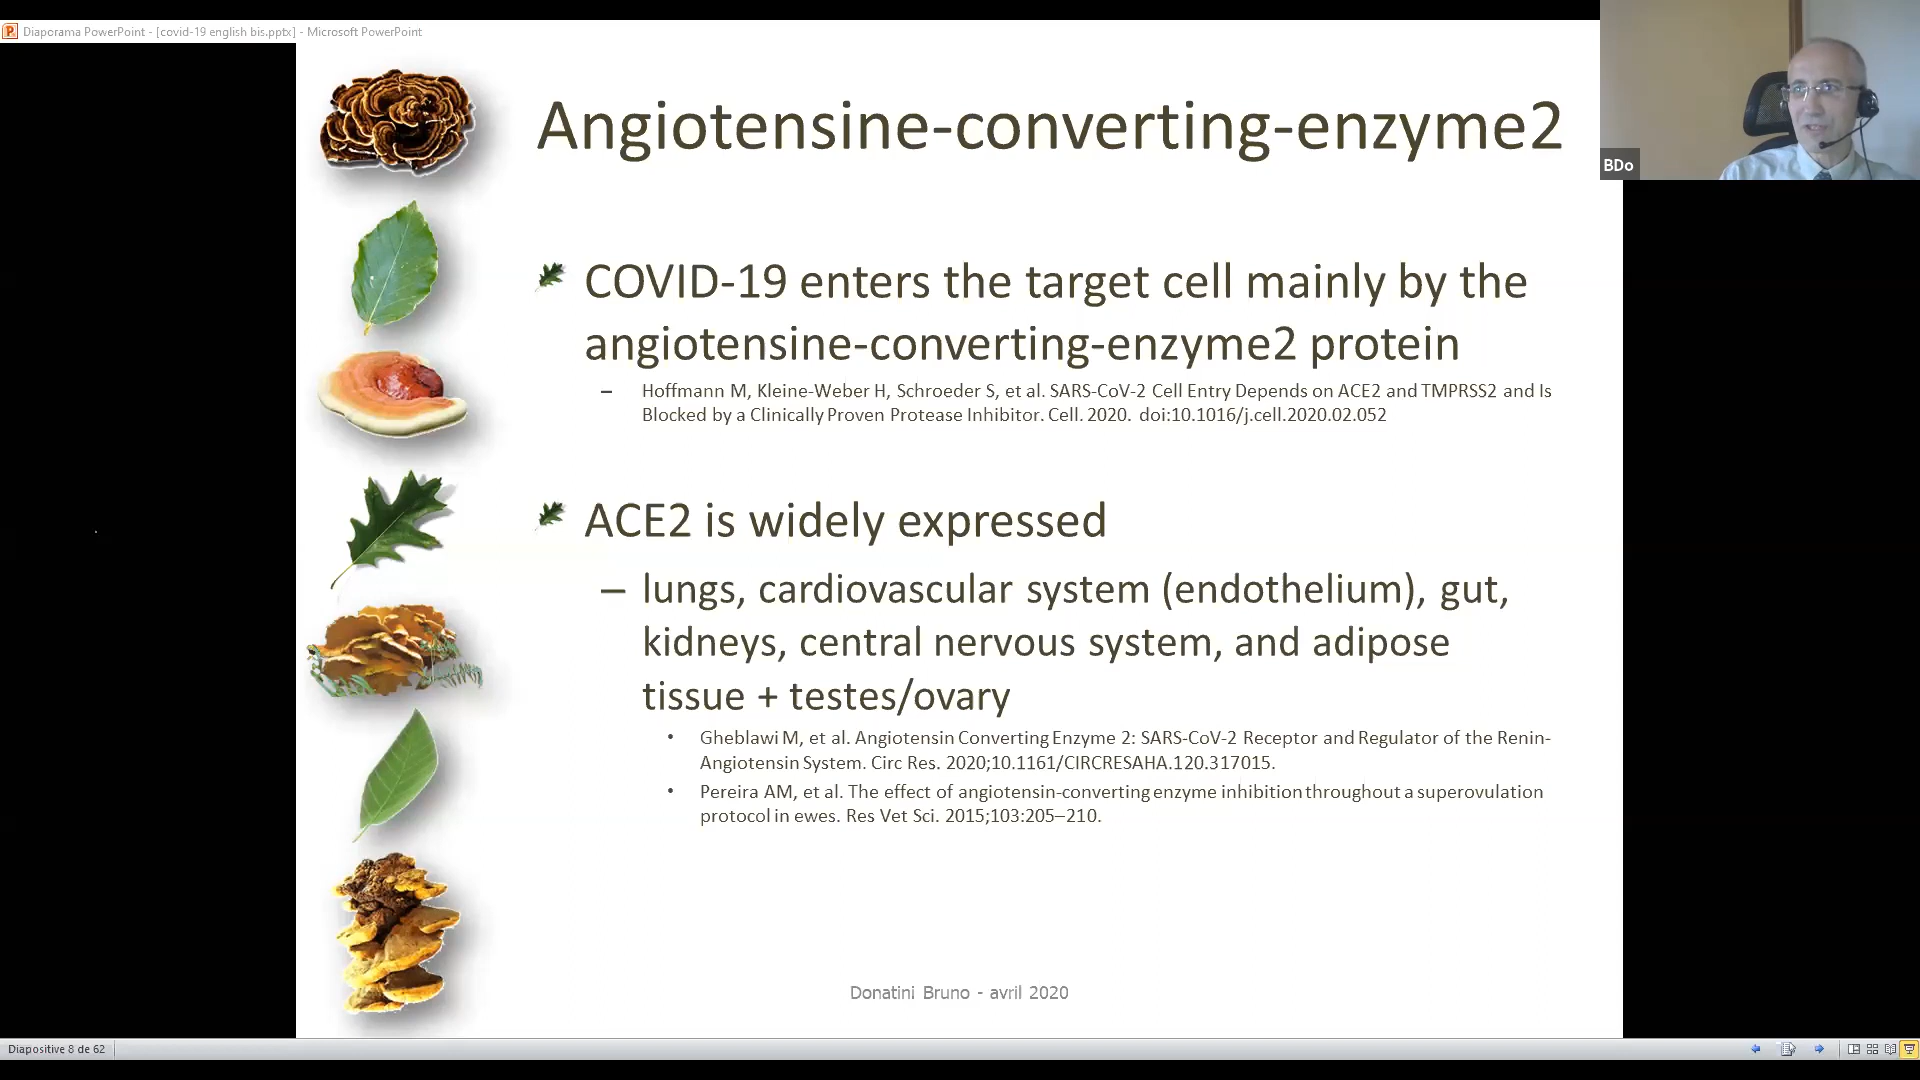 Diaporama PowerPoint - [covid-19 english bis.pptx] - Microsoft PowerPoint
BDo
Angiotensine-converting-enzyme2
COVID-19 enters the target cell mainly by the
angiotensine-converting-enzyme2 protein
– Hoffmann M, Kleine-Weber H, Schroeder S, et al. SARS-CoV-2 Cell Entry Depends on ACE2 and TMPRSS2 and Is
Blocked by a Clinically Proven Protease Inhibitor. Cell. 2020. doi:10.1016/j.cell.2020.02.052
ACE2 is widely expressed
– lungs, cardiovascular system (endothelium), gut,
kidneys, central nervous system, and adipose
tissue + testes/ovary
• Gheblawi M, et al. Angiotensin Converting Enzyme 2: SARS-CoV-2 Receptor and Regulator of the Renin-
Angiotensin System. Circ Res. 2020;10.1161/CIRCRESAHA.120.317015.
• Pereira AM, et al. The effect of angiotensin-converting enzyme inhibition throughout a superovulation
protocol in ewes. Res Vet Sci. 2015;103:205–210.
Donatini Bruno - avril 2020
Diapositive 8 de 62